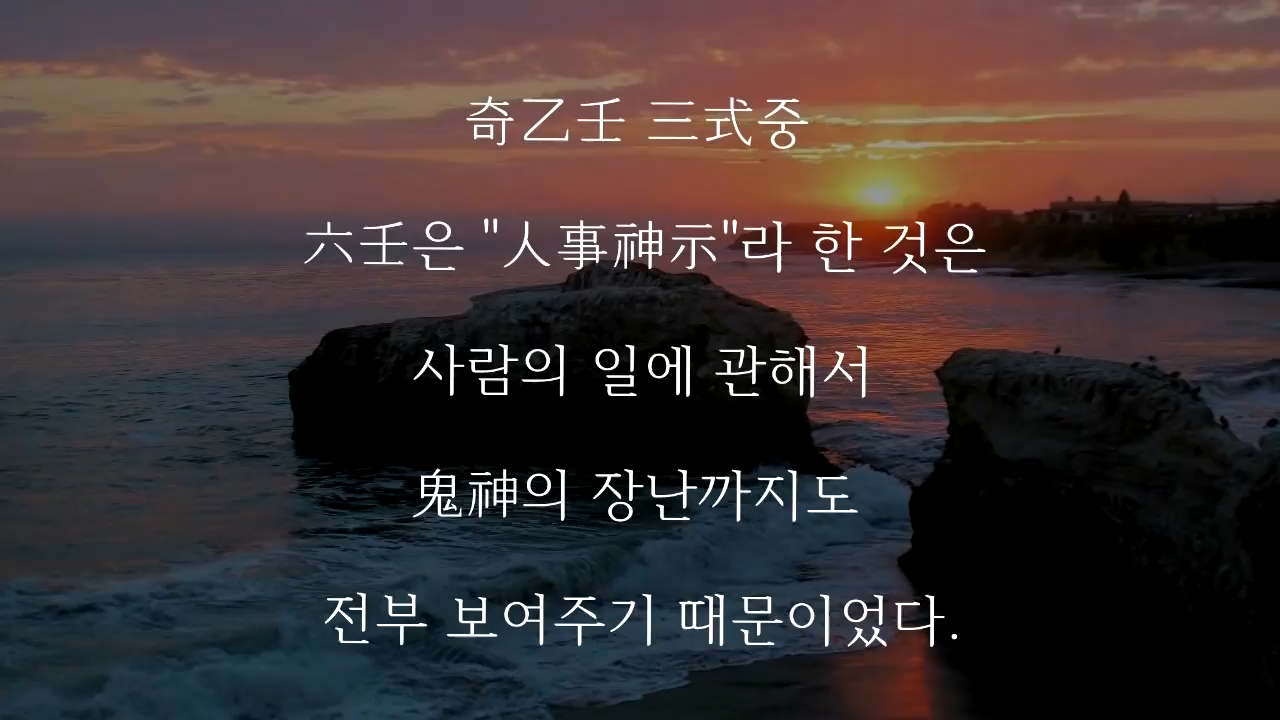 奇乙壬 三式중
六壬은 "人事神示"라 한 것은
사람의 일에 관해서
鬼神의 장난까지도
전부 보여주기 때문이었다.